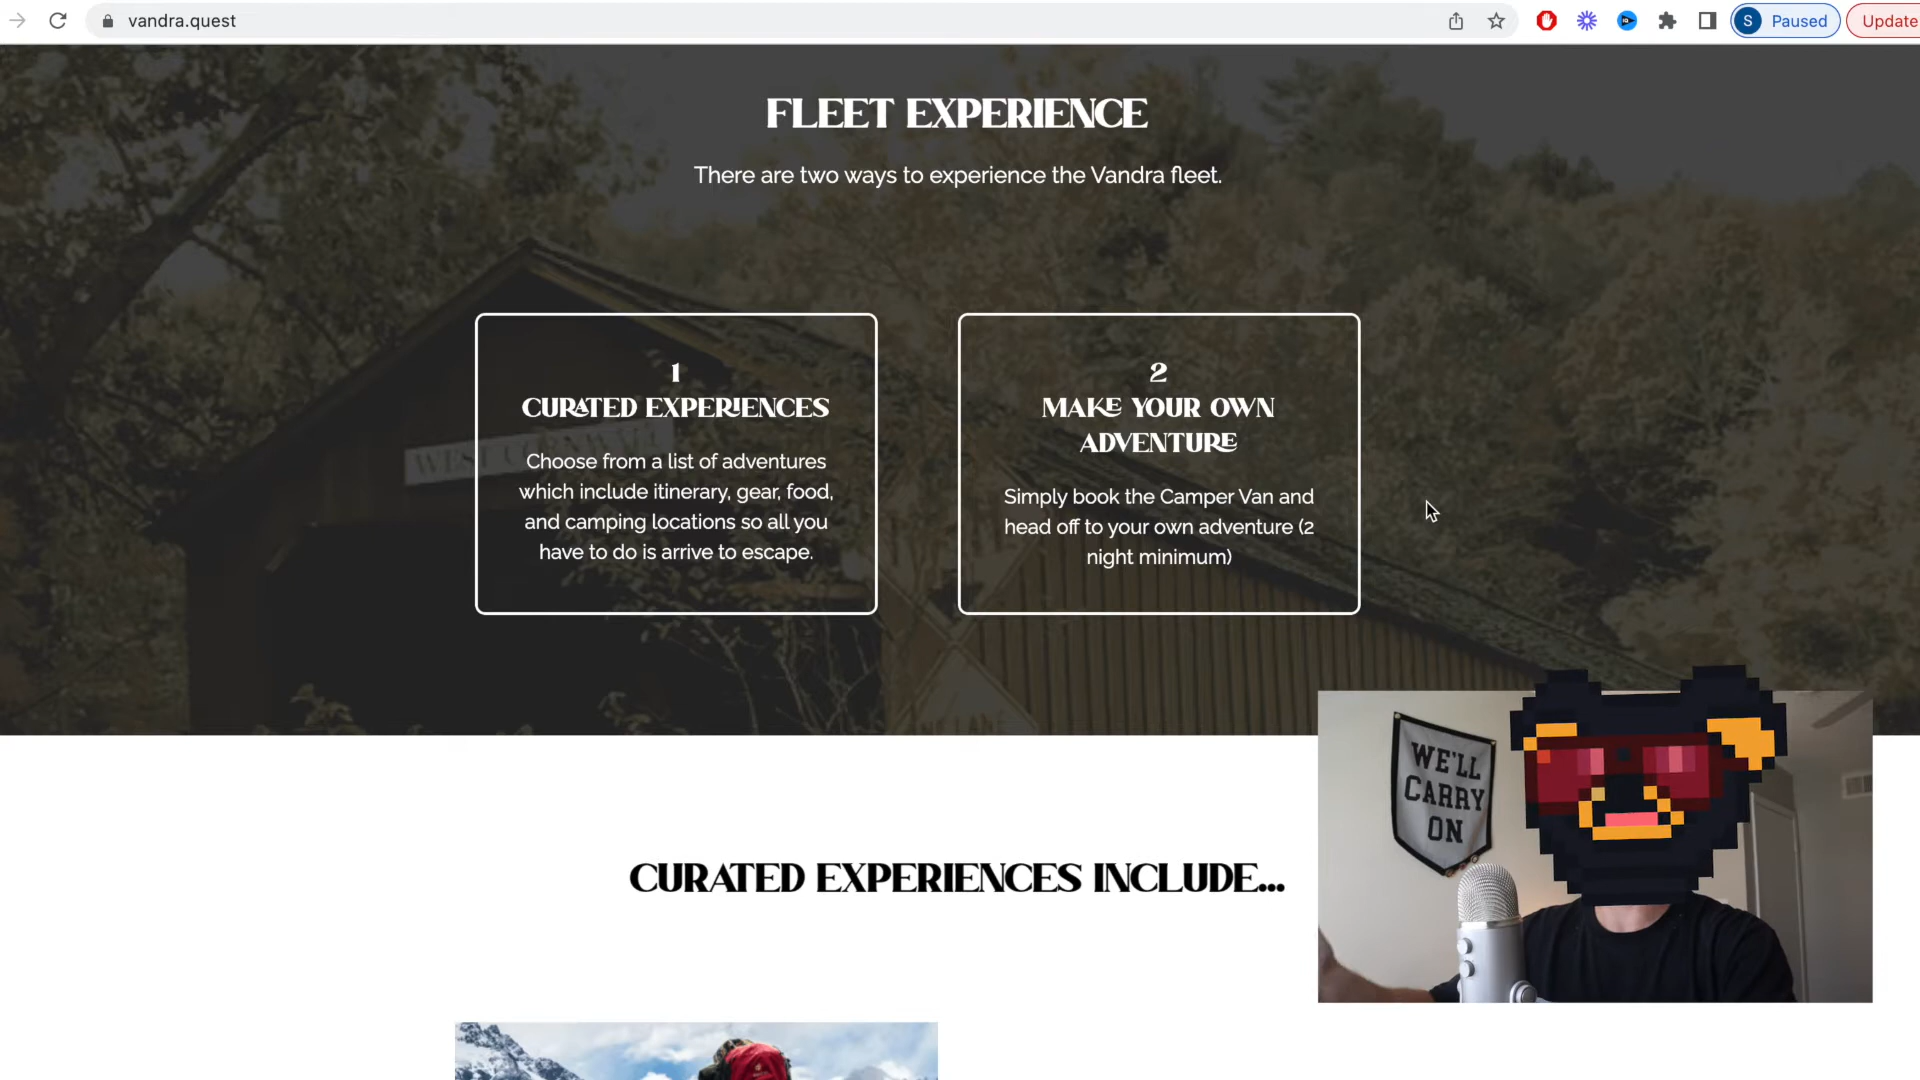 vandra.quest
S
Paused
Update
FLEET EXPERIENCE
There are two ways to experience the Vandra fleet.
1
CURATED EXPERIENCES
Choose from a list of adventures
which include itinerary, gear, food,
and camping locations so all you
have to do is arrive to escape.
2
MAKE YOUR OWN
ADVENTURE
Simply book the Camper Van and
head off to your own adventure (2
night minimum)
WEST CORNWALL
CURATED EXPERIENCES INCLUDE...
WE'LL
CARRY
ON